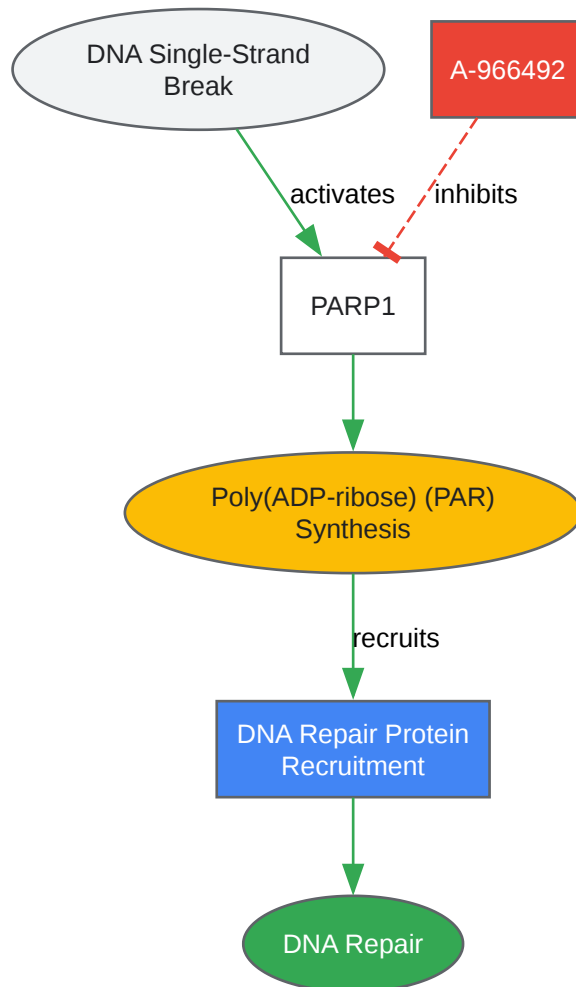 DNA Single-Strand
Break
A-966492
activates
inhibits
PARP1
Poly(ADP-ribose) (PAR)
Synthesis
recruits
DNA Repair Protein
Recruitment
DNA Repair